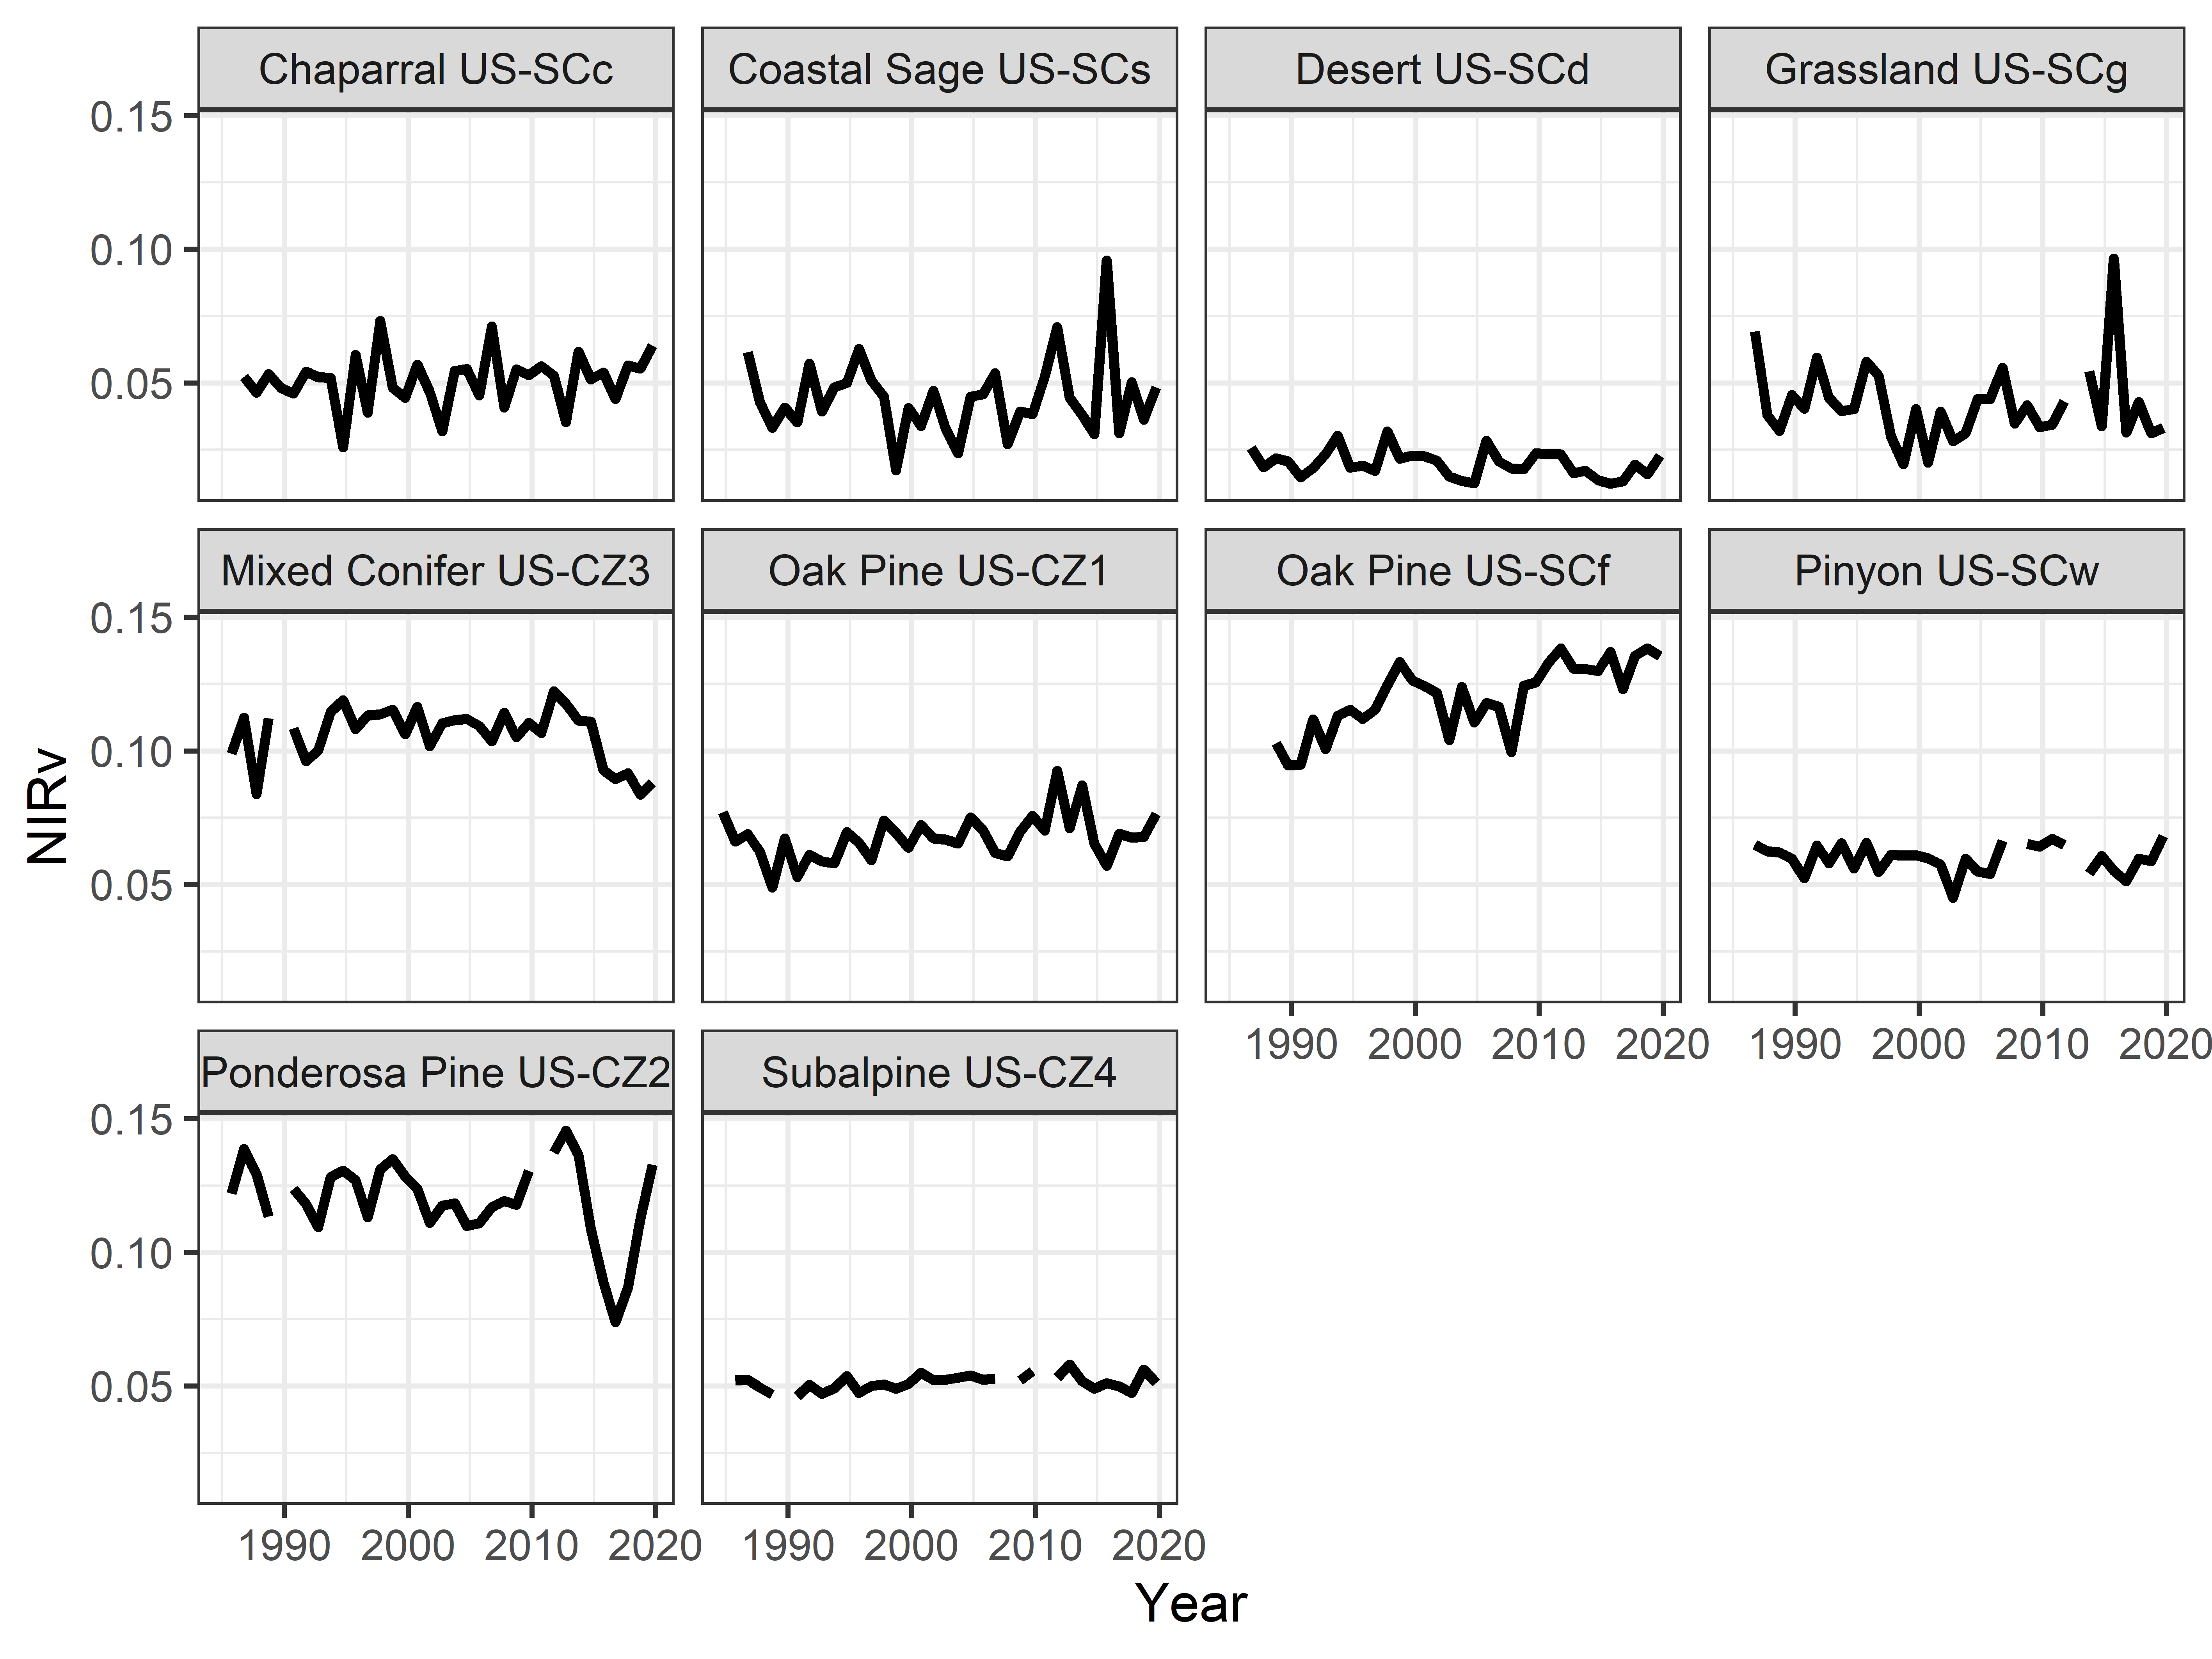 Chaparral US-SCc
Coastal Sage US-SCs
Desert US-SCd
Grassland US-SCg
0.15
0.10
0.05
Mixed Conifer US-CZ3
Oak Pine US-CZ1
Oak Pine US-SCf
Pinyon US-SCw
0.15
0.10
0.05
NIRv
1990 2000 2010 2020
1990 2000 2010 2020
Ponderosa Pine US-CZ2
Subalpine US-CZ4
0.15
0.10
0.05
1990 2000 2010 2020
1990 2000 2010 2020
Year